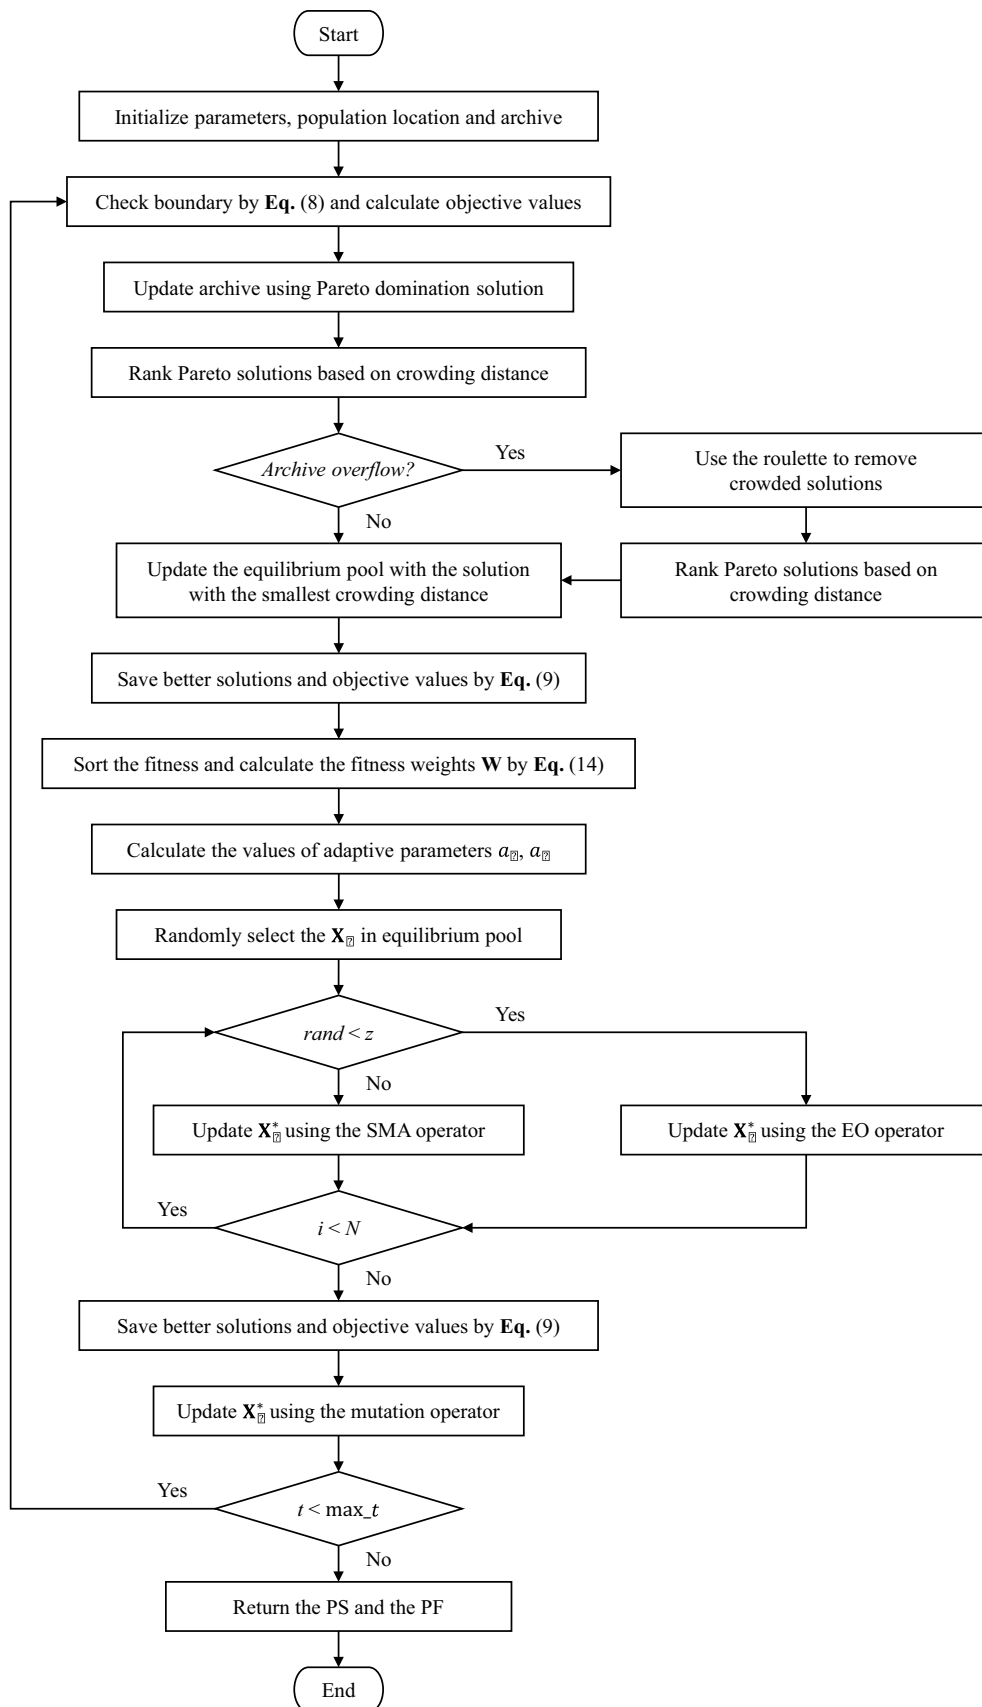 Start
Initialize parameters, population location and archive
Check boundary by Eq. (8) and calculate objective values
Update archive using Pareto domination solution
Rank Pareto solutions based on crowding distance
Archive overflow?
Yes
Use the roulette to remove
crowded solutions
No
Update the equilibrium pool with the solution
with the smallest crowding distance
Rank Pareto solutions based on
crowding distance
Save better solutions and objective values by Eq. (9)
Sort the fitness and calculate the fitness weights W by Eq. (14)
Calculate the values of adaptive parameters a, a
Randomly select the X in equilibrium pool
rand < z
Yes
No
Update X* using the SMA operator
Update X* using the EO operator
Yes
i < N
No
Save better solutions and objective values by Eq. (9)
Update X* using the mutation operator
Yes
t < max_t
No
Return the PS and the PF
End